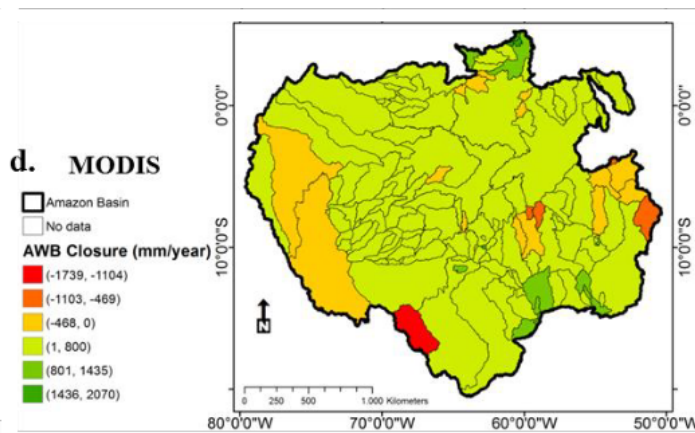 d. MODIS
Amazon Basin
No data
AWB Closure (mm/year)
(-1739, -1104)
(-1103, -469)
(-468, 0)
(1, 800)
(801, 1435)
(1436, 2070)
N
0 250 500 1.000 Kilometers
0°0'0"
10°0'0"S
0°0'0"
10°0'0"S
80°0'0"W 70°0'0"W 60°0'0"W 50°0'0"W